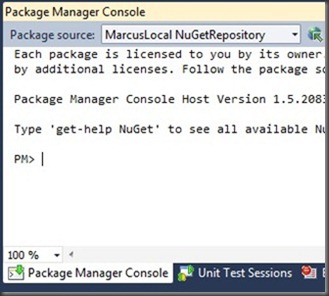 Package Manager Console
Package source: MarcusLocal NuGetRepository
Each package is licensed to you by its owner.
by additional licenses. Follow the package so
Package Manager Console Host Version 1.5.2083
Type 'get-help NuGet' to see all available Nu
PM>
100 %
Package Manager Console Unit Test Sessions E